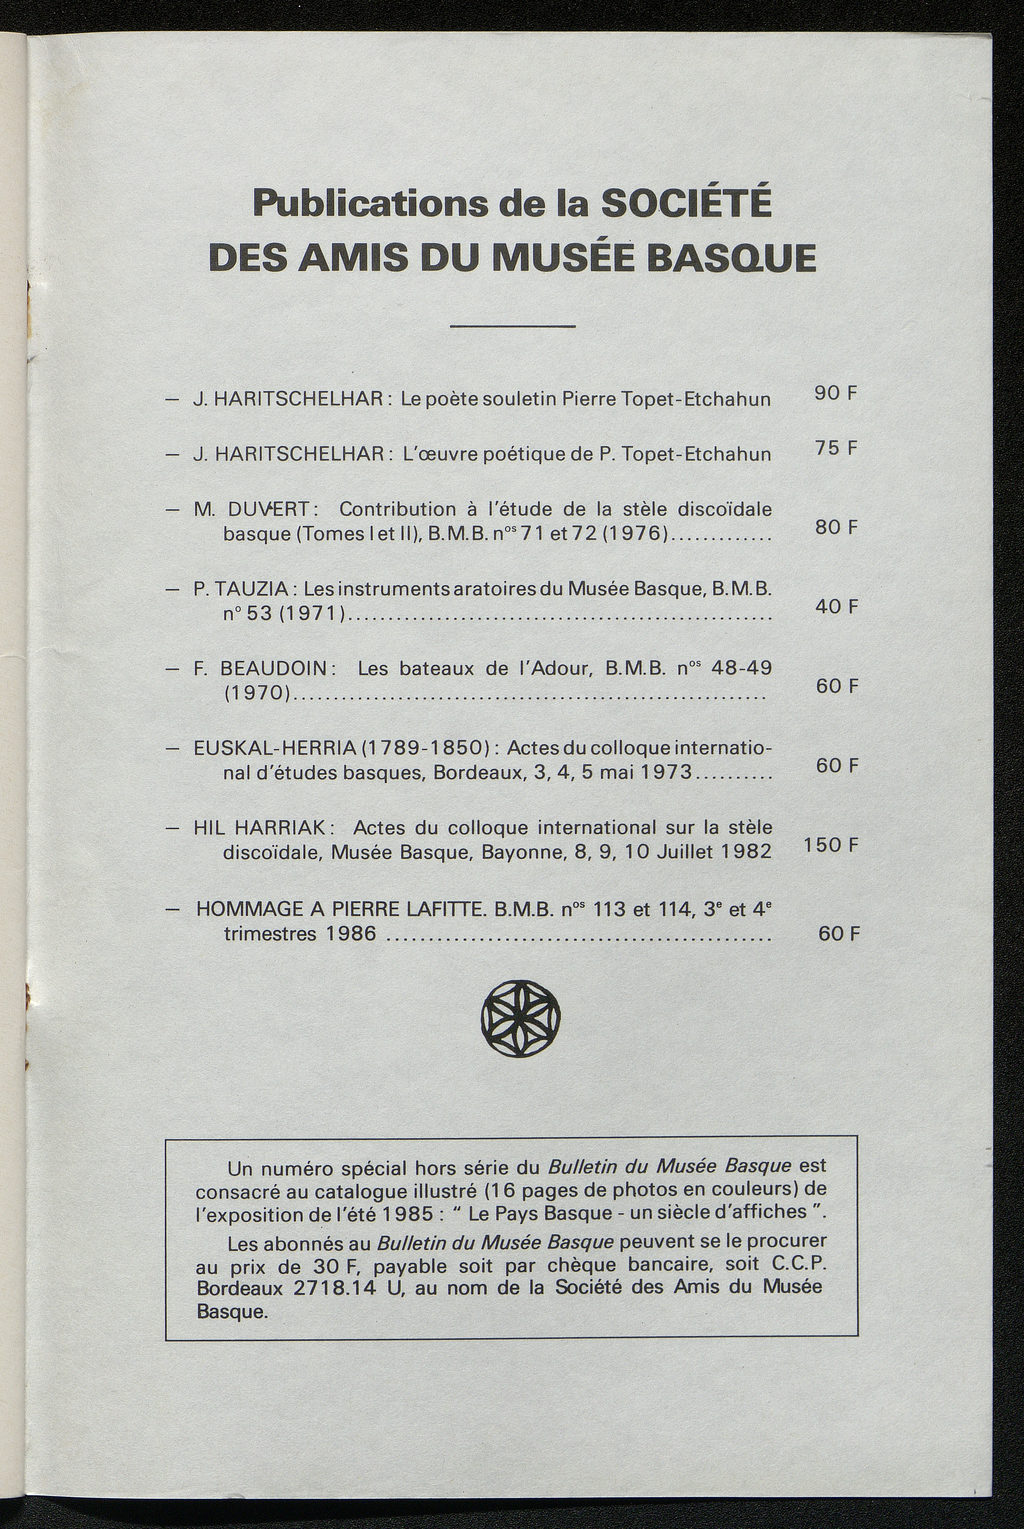 Publications de la SOCIÉTÉ
DES AMIS DU MUSÉE BASQUE
– J. HARITSCHELHAR : Le poète souletin Pierre Topet-Etchahun 90 F
– J. HARITSCHELHAR : L'œuvre poétique de P. Topet-Etchahun 75 F
– M. DUVERT : Contribution à l'étude de la stèle discoïdale
basque (Tomes I et II), B.M.B. nos 71 et 72 (1976)............. 80 F
– P. TAUZIA : Les instruments aratoires du Musée Basque, B.M.B.
n° 53 (1971)..................................................... 40 F
– F. BEAUDOIN : Les bateaux de l'Adour, B.M.B. nos 48-49
(1970)........................................................... 60 F
– EUSKAL-HERRIA (1789-1850) : Actes du colloque internatio-
nal d'études basques, Bordeaux, 3, 4, 5 mai 1973.......... 60 F
– HIL HARRIAK : Actes du colloque international sur la stèle
discoïdale, Musée Basque, Bayonne, 8, 9, 10 Juillet 1982 150 F
– HOMMAGE A PIERRE LAFITTE. B.M.B. nos 113 et 114, 3e et 4e
trimestres 1986 .............................................. 60 F
Un numéro spécial hors série du Bulletin du Musée Basque est
consacré au catalogue illustré (16 pages de photos en couleurs) de
l'exposition de l'été 1985 : " Le Pays Basque - un siècle d'affiches ".
Les abonnés au Bulletin du Musée Basque peuvent se le procurer
au prix de 30 F, payable soit par chèque bancaire, soit C.C.P.
Bordeaux 2718.14 U, au nom de la Société des Amis du Musée
Basque.